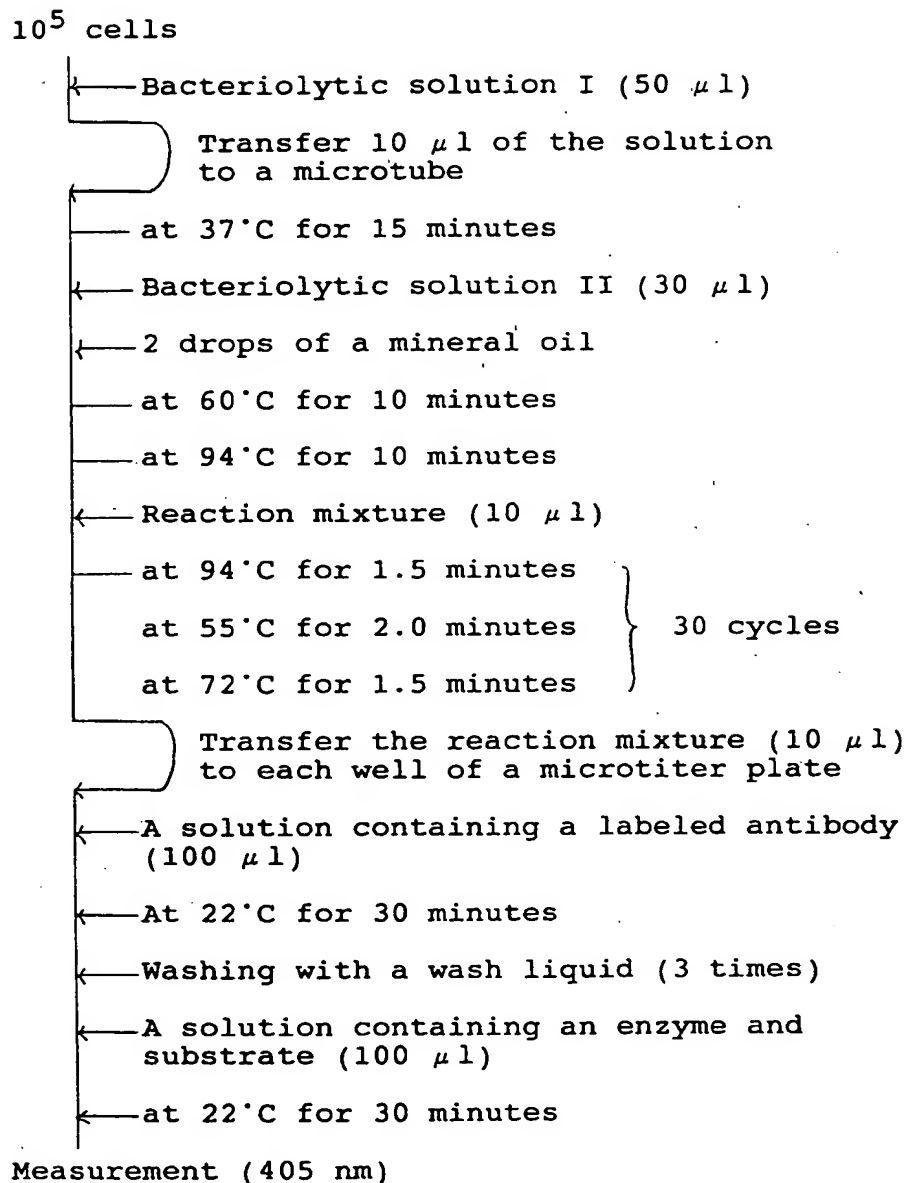 10⁵ cells
Bacteriolytic solution I (50 μl)
Transfer 10 μl of the solution
to a microtube
at 37°C for 15 minutes
Bacteriolytic solution II (30 μl)
2 drops of a mineral oil
at 60°C for 10 minutes
at 94°C for 10 minutes
Reaction mixture (10 μl)
at 94°C for 1.5 minutes
at 55°C for 2.0 minutes
30 cycles
at 72°C for 1.5 minutes
Transfer the reaction mixture (10 μl)
to each well of a microtiter plate
A solution containing a labeled antibody
(100 μl)
At 22°C for 30 minutes
Washing with a wash liquid (3 times)
A solution containing an enzyme and
substrate (100 μl)
at 22°C for 30 minutes
Measurement (405 nm)